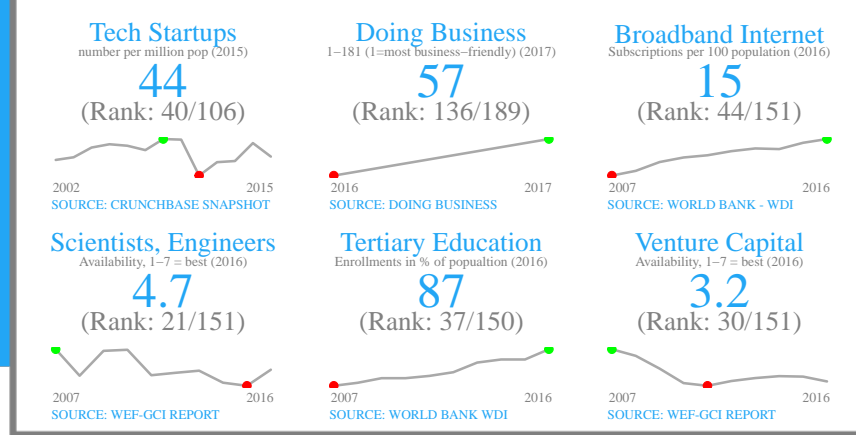 Tech Startups
number per million pop (2015)
44
(Rank: 40/106)
2002 2015
SOURCE: CRUNCHBASE SNAPSHOT
Doing Business
1−181 (1=most business−friendly) (2017)
57
(Rank: 136/189)
2016 2017
SOURCE: DOING BUSINESS
Broadband Internet
Subscriptions per 100 population (2016)
15
(Rank: 44/151)
2007 2016
SOURCE: WORLD BANK - WDI
Scientists, Engineers
Availability, 1−7 = best (2016)
4.7
(Rank: 21/151)
2007 2016
SOURCE: WEF-GCI REPORT
Tertiary Education
Enrollments in % of popualtion (2016)
87
(Rank: 37/150)
2007 2016
SOURCE: WORLD BANK WDI
Venture Capital
Availability, 1−7 = best (2016)
3.2
(Rank: 30/151)
2007 2016
SOURCE: WEF-GCI REPORT